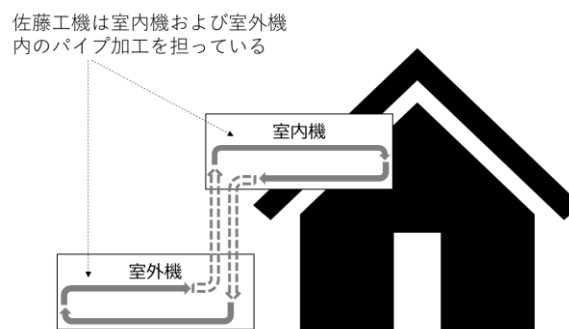 佐藤工機は室内機および室外機
内のパイプ加工を担っている
室内機
室外機